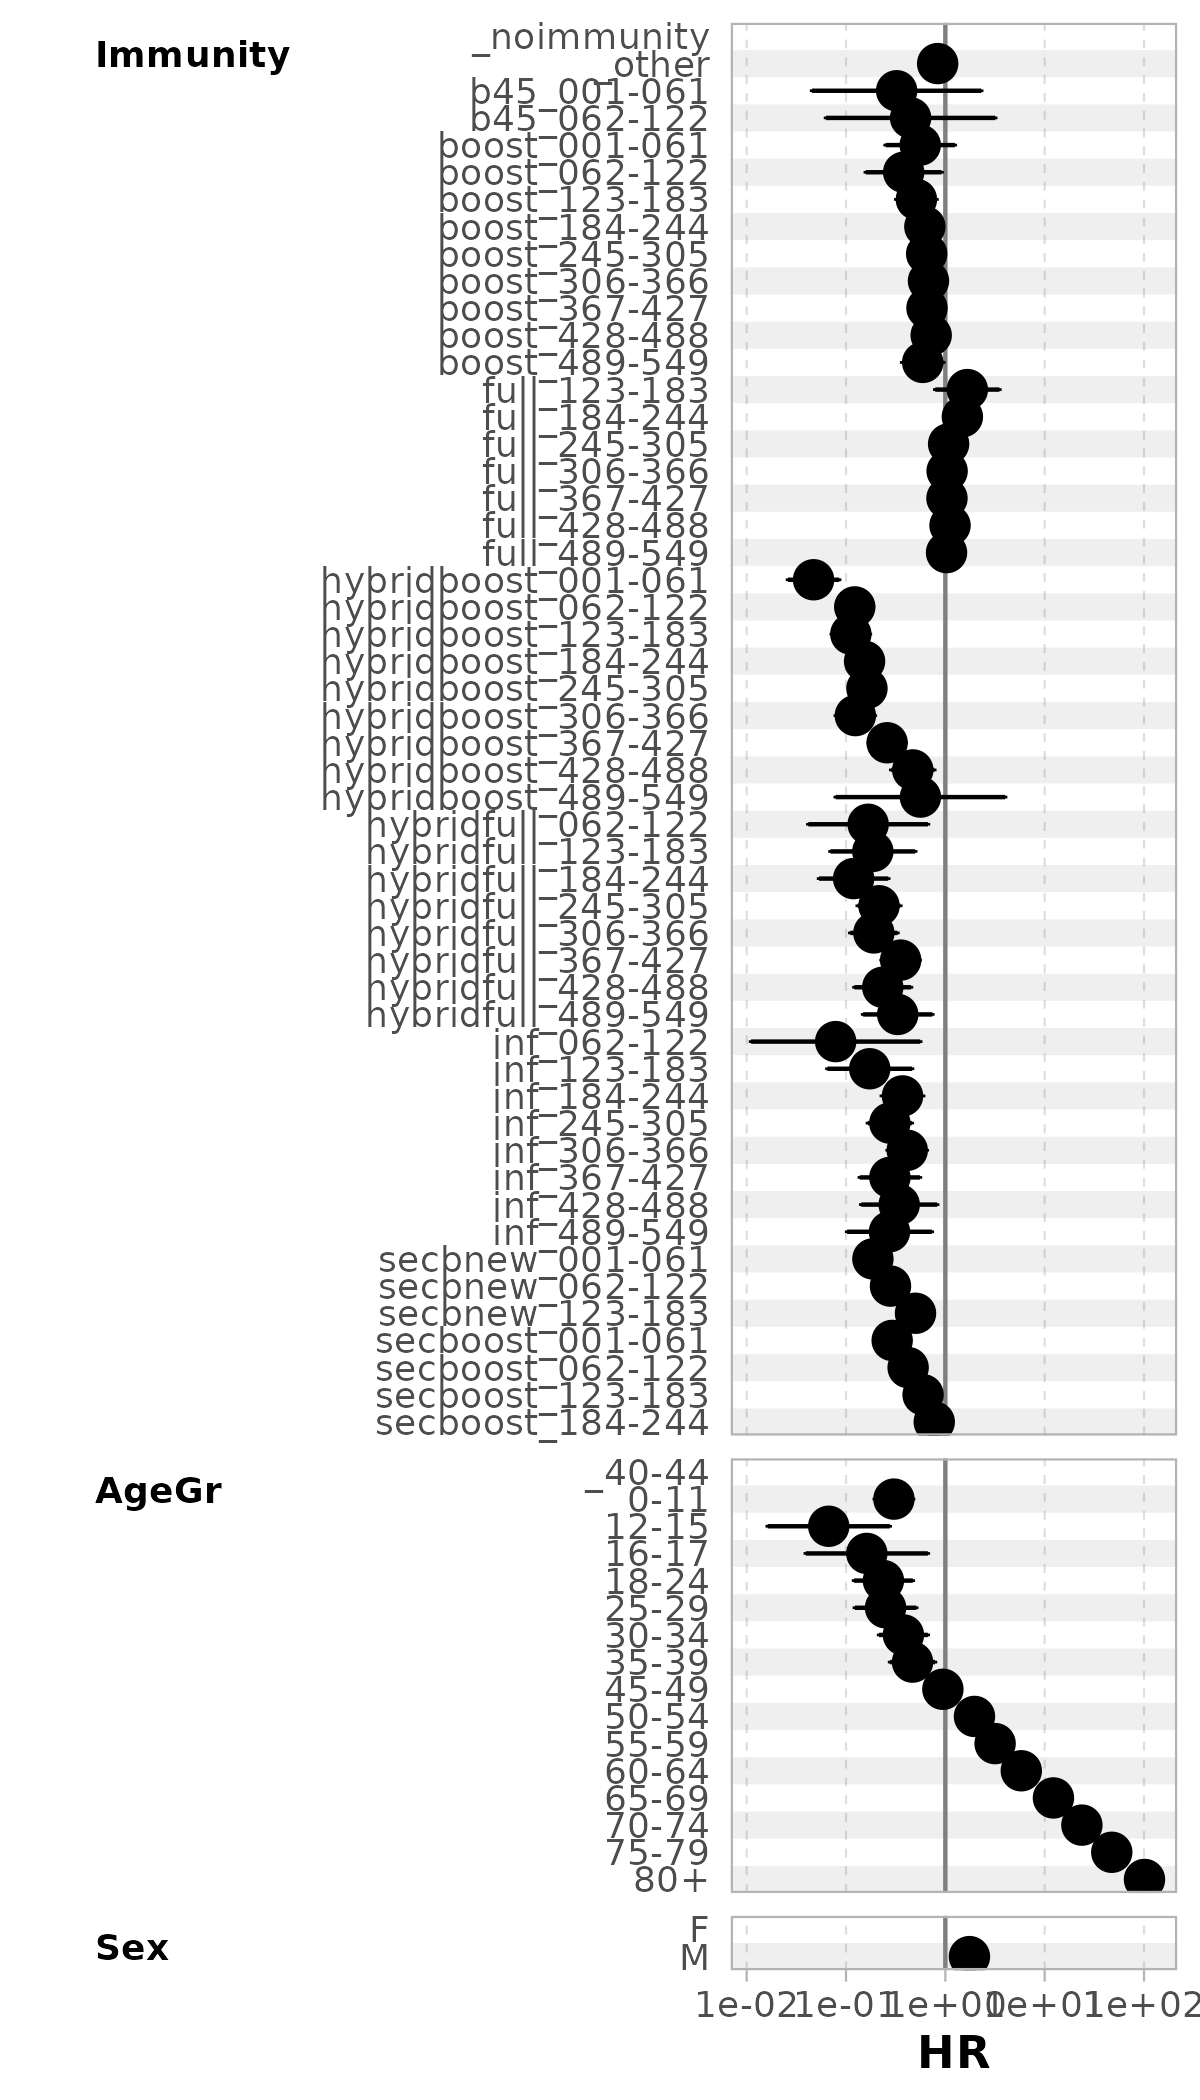 Immunity
_noimmunity
_other
b45_001-061
b45_062-122
boost_001-061
boost_062-122
boost_123-183
boost_184-244
boost_245-305
boost_306-366
boost_367-427
boost_428-488
boost_489-549
full_123-183
full_184-244
full_245-305
full_306-366
full_367-427
full_428-488
full_489-549
hybridboost_001-061
hybridboost_062-122
hybridboost_123-183
hybridboost_184-244
hybridboost_245-305
hybridboost_306-366
hybridboost_367-427
hybridboost_428-488
hybridboost_489-549
hybridfull_062-122
hybridfull_123-183
hybridfull_184-244
hybridfull_245-305
hybridfull_306-366
hybridfull_367-427
hybridfull_428-488
hybridfull_489-549
inf_062-122
inf_123-183
inf_184-244
inf_245-305
inf_306-366
inf_367-427
inf_428-488
inf_489-549
secbnew_001-061
secbnew_062-122
secbnew_123-183
secboost_001-061
secboost_062-122
secboost_123-183
secboost_184-244
AgeGr
_40-44
0-11
12-15
16-17
18-24
25-29
30-34
35-39
45-49
50-54
55-59
60-64
65-69
70-74
75-79
80+
Sex
F
M
1e-02 1e-01 1e+00 1e+01 1e+02
HR